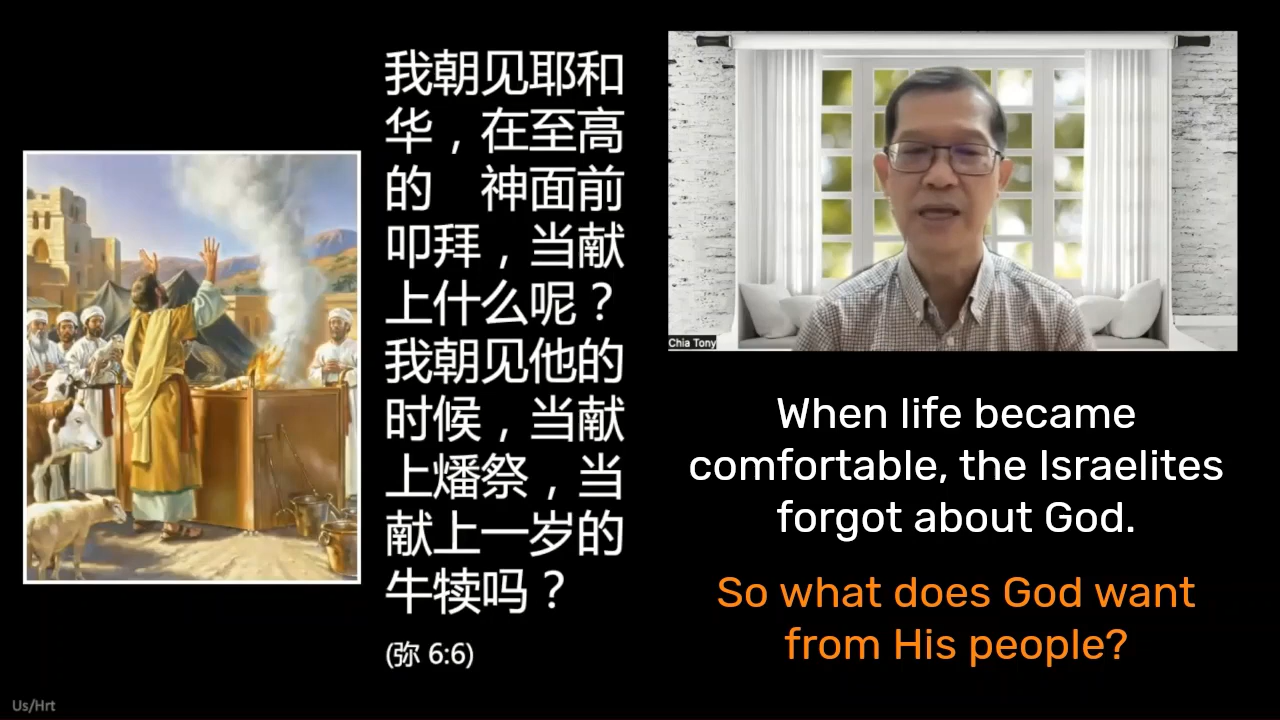 我朝见耶和
华，在至高
的　神面前
叩拜，当献
上什么呢？
我朝见他的
时候，当献
上燔祭，当
献上一岁的
牛犊吗？
(弥 6:6)
Chia Tony
When life became
comfortable, the Israelites
forgot about God.
So what does God want
from His people?
Us/Hrt